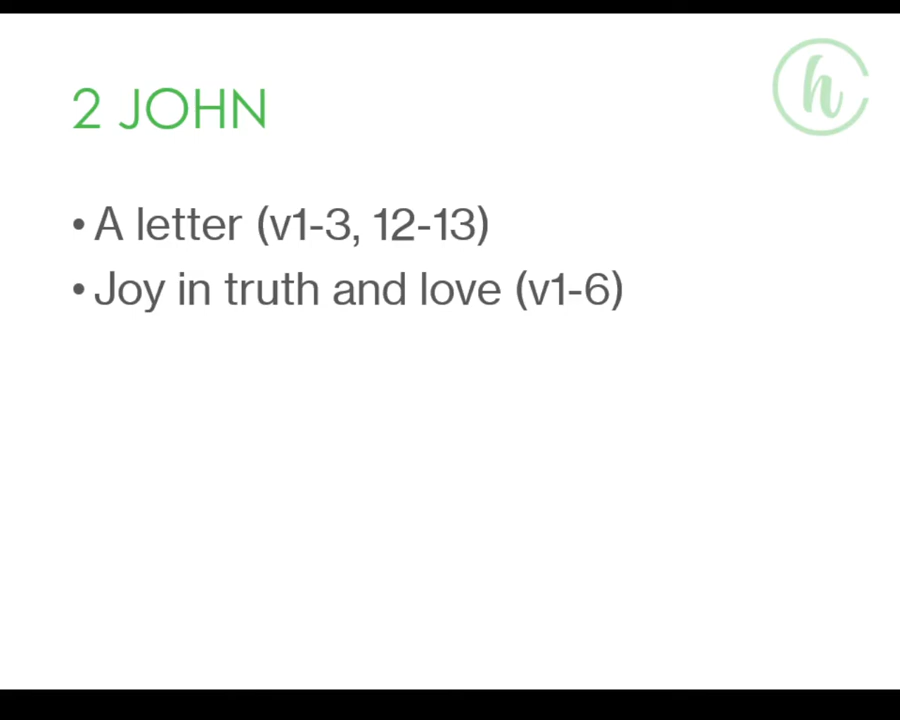 2 JOHN
h
• A letter (v1-3, 12-13)
• Joy in truth and love (v1-6)